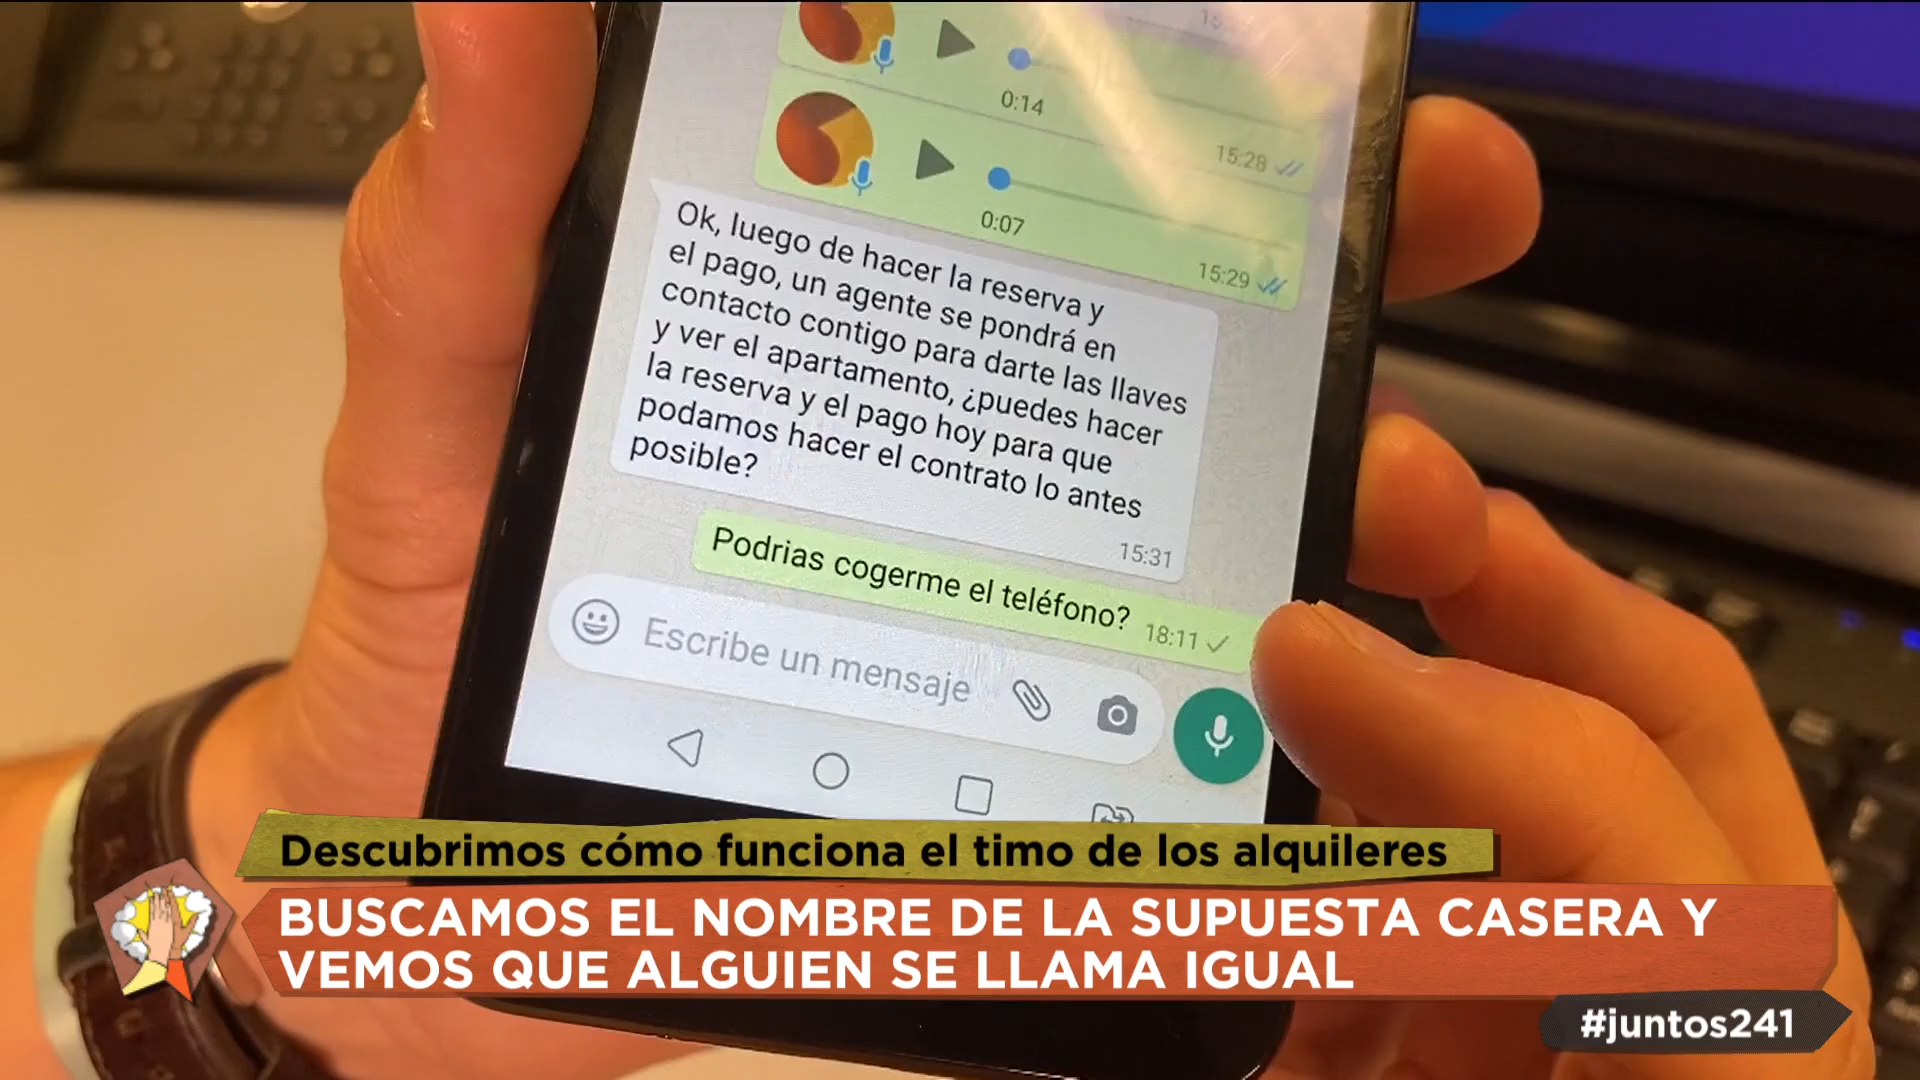 0:14
15:28
0:07
15:29
Ok, luego de hacer la reserva y
el pago, un agente se pondrá en
contacto contigo para darte las llaves
y ver el apartamento, ¿puedes hacer
la reserva y el pago hoy para que
podamos hacer el contrato lo antes
posible?
15:31
Podrias cogerme el teléfono?
18:11
Escribe un mensaje
Descubrimos cómo funciona el timo de los alquileres
BUSCAMOS EL NOMBRE DE LA SUPUESTA CASERA Y
VEMOS QUE ALGUIEN SE LLAMA IGUAL
#juntos241